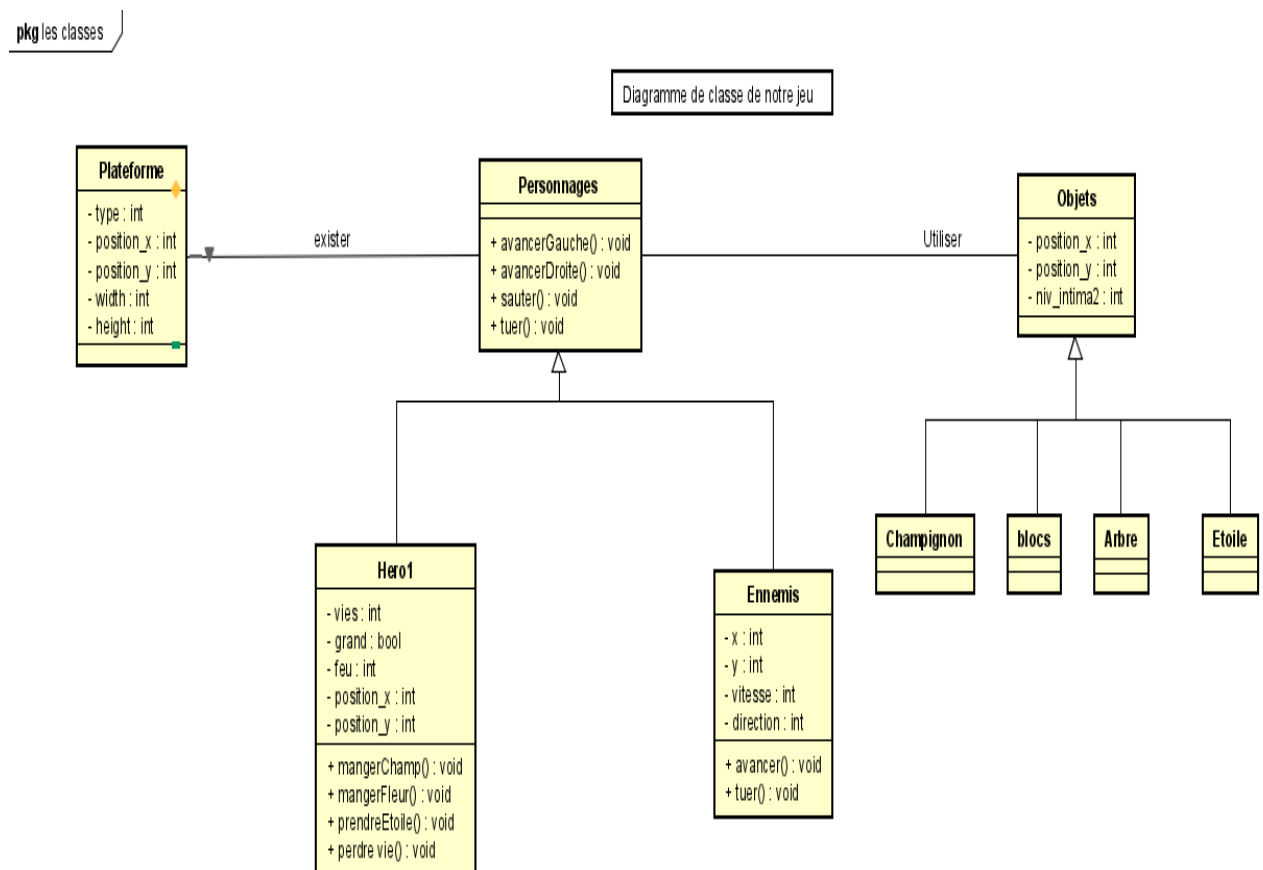 pkg les classes
Diagramme de classe de notre jeu
Plateforme
- type : int
- position_x : int
- position_y : int
- width : int
- height : int
exister
Personnages
+ avancerGauche() : void
+ avancerDroite() : void
+ sauter() : void
+ tuer() : void
Utiliser
Objets
- position_x : int
- position_y : int
- niv_intima2 : int
Hero1
- vies : int
- grand : bool
- feu : int
- position_x : int
- position_y : int
+ mangerChamp() : void
+ mangerFleur() : void
+ prendreEtoile() : void
+ perdre vie() : void
Ennemis
- x : int
- y : int
- vitesse : int
- direction : int
+ avancer() : void
+ tuer() : void
Champignon
blocs
Arbre
Etoile